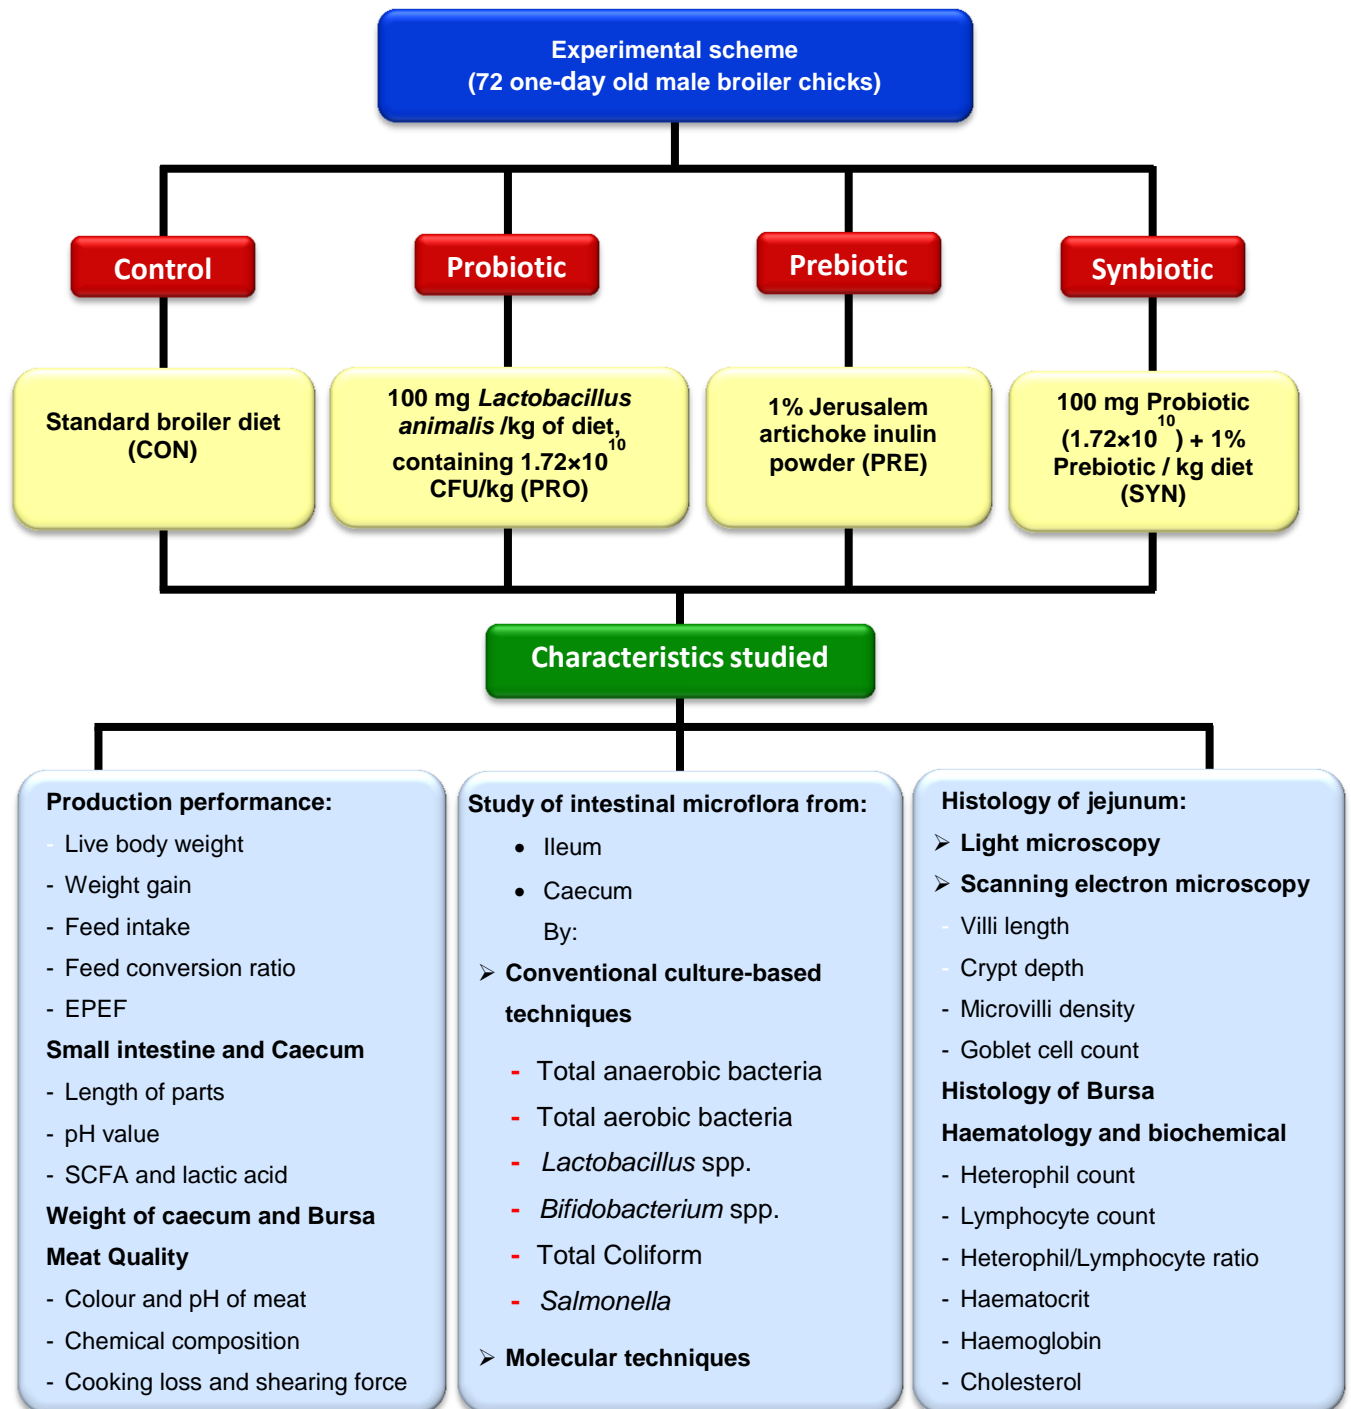 Experimental scheme
(72 one-day old male broiler chicks)
Control
Probiotic
Prebiotic
Synbiotic
Standard broiler diet
(CON)
100 mg Lactobacillus
animalis /kg of diet,
containing 1.72×10^10
CFU/kg (PRO)
1% Jerusalem
artichoke inulin
powder (PRE)
100 mg Probiotic
(1.72×10^10) + 1%
Prebiotic / kg diet
(SYN)
Characteristics studied
Production performance:
- Live body weight
- Weight gain
- Feed intake
- Feed conversion ratio
- EPEF
Small intestine and Caecum
- Length of parts
- pH value
- SCFA and lactic acid
Weight of caecum and Bursa
Meat Quality
- Colour and pH of meat
- Chemical composition
- Cooking loss and shearing force
Study of intestinal microflora from:
• Ileum
• Caecum
By:
➢ Conventional culture-based
techniques
- Total anaerobic bacteria
- Total aerobic bacteria
- Lactobacillus spp.
- Bifidobacterium spp.
- Total Coliform
- Salmonella
➢ Molecular techniques
Histology of jejunum:
➢ Light microscopy
➢ Scanning electron microscopy
- Villi length
- Crypt depth
- Microvilli density
- Goblet cell count
Histology of Bursa
Haematology and biochemical
- Heterophil count
- Lymphocyte count
- Heterophil/Lymphocyte ratio
- Haematocrit
- Haemoglobin
- Cholesterol